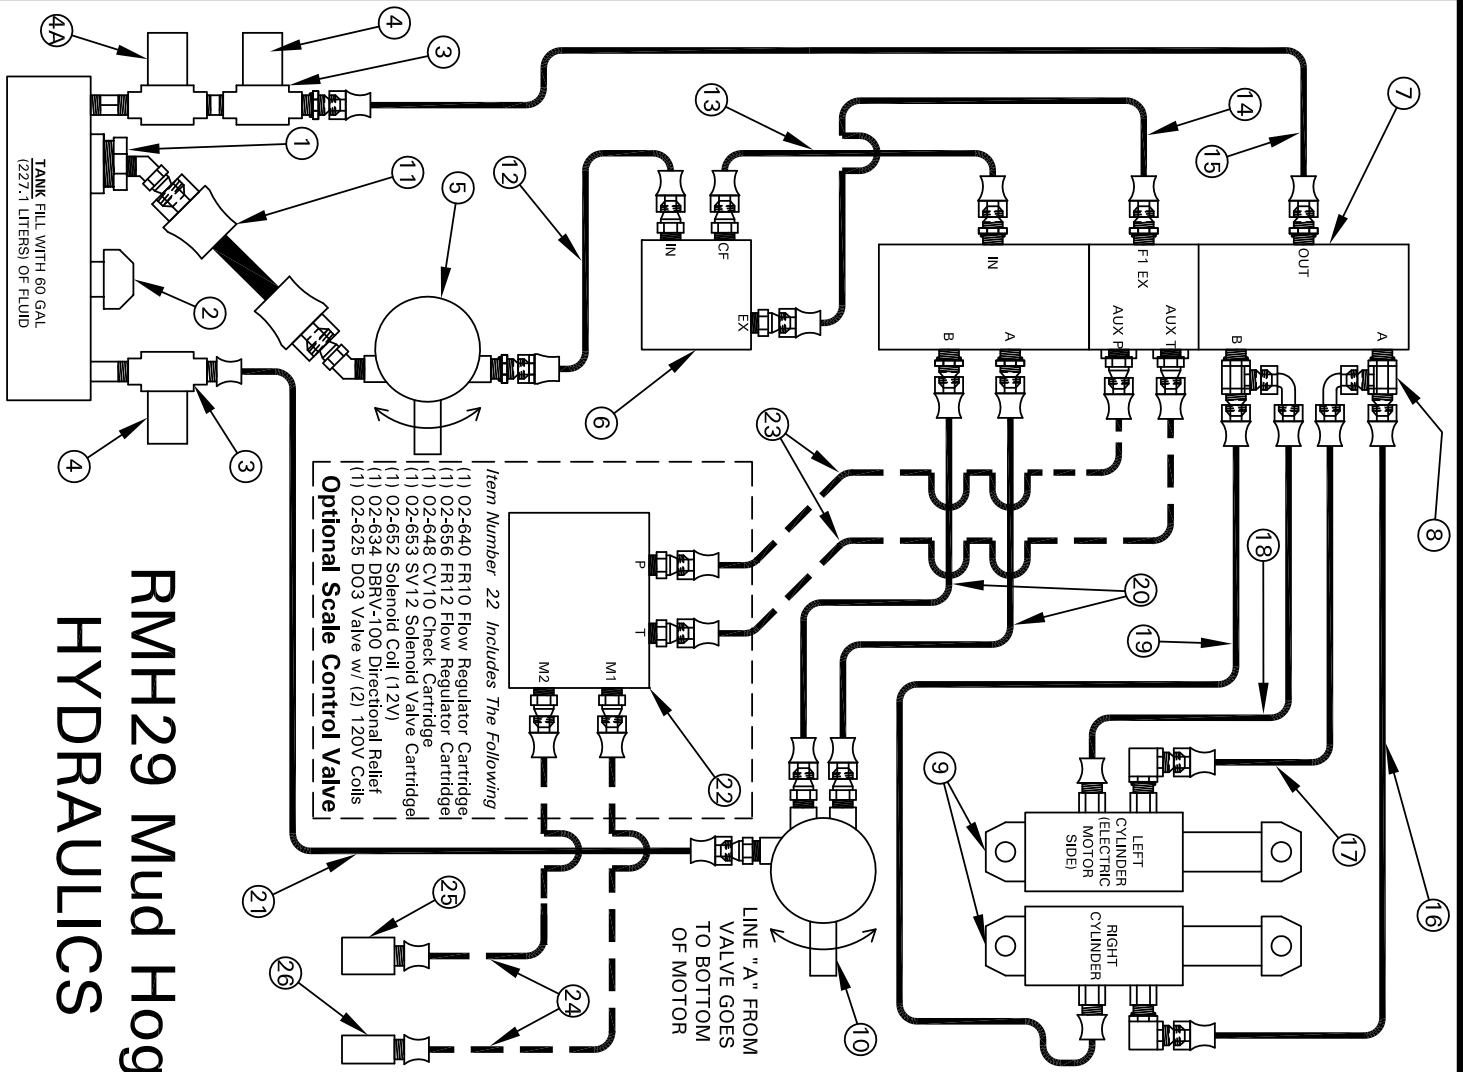 RMH29 Mud Hog
HYDRAULICS
TANK FILL WITH 60 GAL
(227.1 LITERS) OF FLUID
4A
4
3
1
11
2
5
12
3
4
13
14
15
7
IN
CF
EX
6
IN
F1 EX
OUT
B
A
AUX P
AUX T
B
A
8
23
20
18
19
16
17
Item Number 22 Includes The Following
(1) 02-640 FR10 Flow Regulator Cartridge
(1) 02-656 FR12 Flow Regulator Cartridge
(1) 02-648 CV10 Check Cartridge
(1) 02-653 SV12 Solenoid Valve Cartridge
(1) 02-652 Solenoid Coil (12V)
(1) 02-634 DBRV-100 Directional Relief
(1) 02-625 DO3 Valve w/ (2) 120V Coils
Optional Scale Control Valve
P
T
M2
M1
22
21
25
26
24
10
LINE "A" FROM
VALVE GOES
TO BOTTOM
OF MOTOR
9
LEFT
CYLINDER
(ELECTRIC
MOTOR
SIDE)
RIGHT
CYLINDER